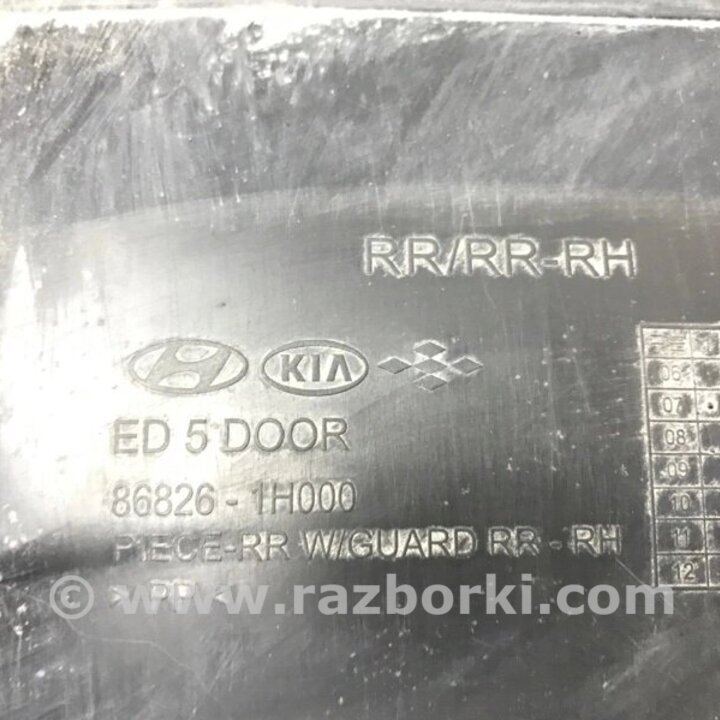 RR/RR-RH
H KIA
ED 5 DOOR
86826-1H000
PIECE-RR W/GUARD RR-RH
>PP<
© www.razborki.com
06
07
08
09
10
11
12